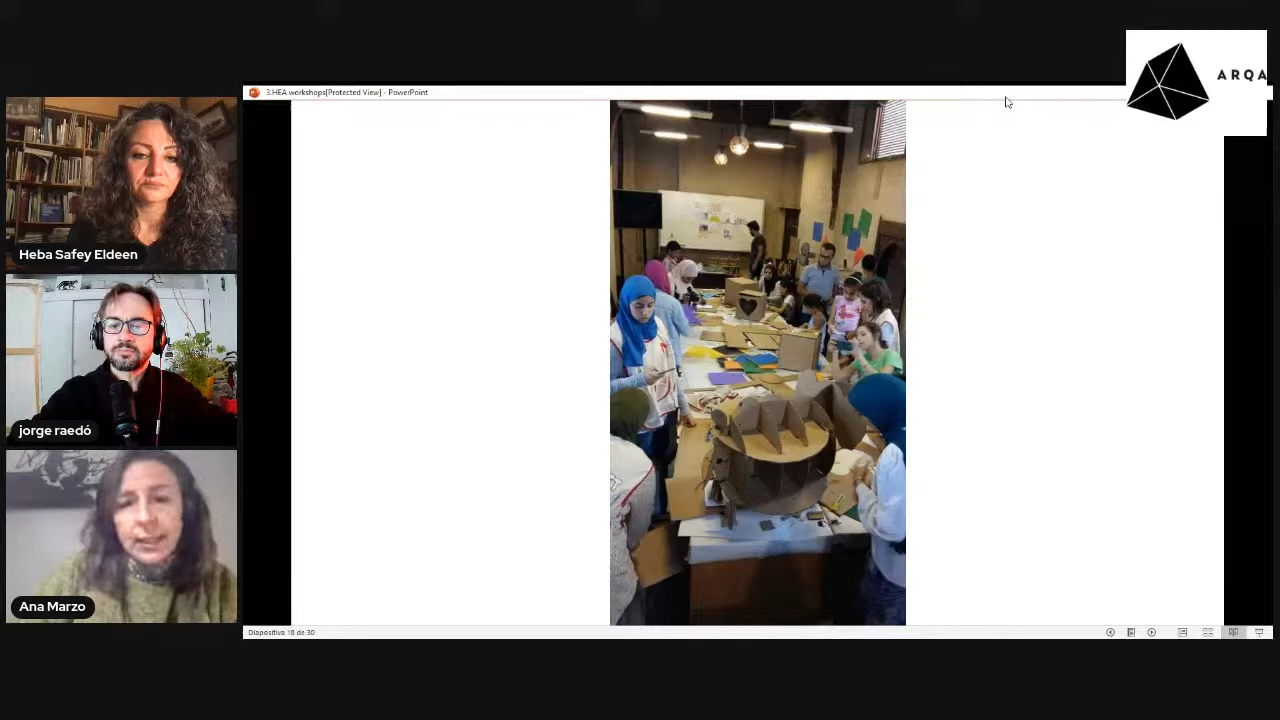 3.HEA workshops[Protected View] - PowerPoint
ARQA
Heba Safey Eldeen
jorge raedó
Ana Marzo
Diapositiva 18 de 30